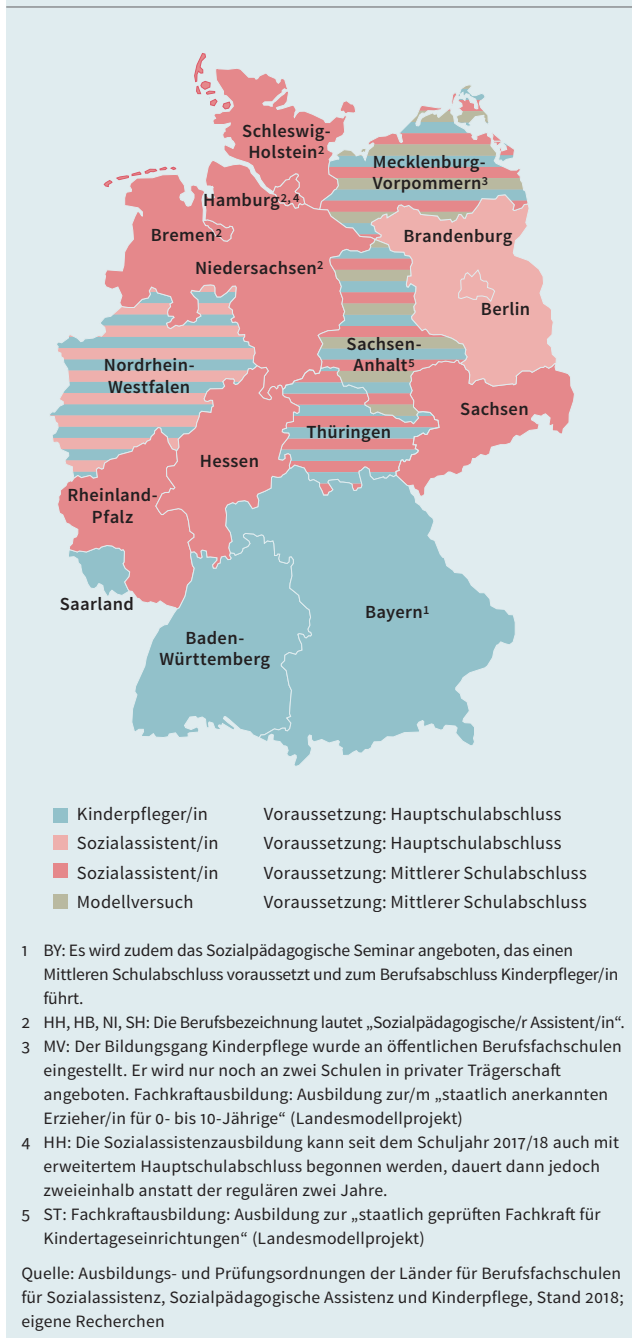 Schleswig-
Holstein²
Mecklenburg-
Vorpommern³
Hamburg²,⁴
Bremen²
Brandenburg
Niedersachsen²
Berlin
Sachsen-
Anhalt⁵
Nordrhein-
Westfalen
Sachsen
Thüringen
Hessen
Rheinland-
Pfalz
Saarland
Bayern¹
Baden-
Württemberg
Kinderpfleger/in Voraussetzung: Hauptschulabschluss
Sozialassistent/in Voraussetzung: Hauptschulabschluss
Sozialassistent/in Voraussetzung: Mittlerer Schulabschluss
Modellversuch Voraussetzung: Mittlerer Schulabschluss
1 BY: Es wird zudem das Sozialpädagogische Seminar angeboten, das einen
Mittleren Schulabschluss voraussetzt und zum Berufsabschluss Kinderpfleger/in
führt.
2 HH, HB, NI, SH: Die Berufsbezeichnung lautet „Sozialpädagogische/r Assistent/in“.
3 MV: Der Bildungsgang Kinderpflege wurde an öffentlichen Berufsfachschulen
eingestellt. Er wird nur noch an zwei Schulen in privater Trägerschaft
angeboten. Fachkraftausbildung: Ausbildung zur/m „staatlich anerkannten
Erzieher/in für 0- bis 10-Jährige“ (Landesmodellprojekt)
4 HH: Die Sozialassistenzausbildung kann seit dem Schuljahr 2017/18 auch mit
erweitertem Hauptschulabschluss begonnen werden, dauert dann jedoch
zweieinhalb anstatt der regulären zwei Jahre.
5 ST: Fachkraftausbildung: Ausbildung zur „staatlich geprüften Fachkraft für
Kindertageseinrichtungen“ (Landesmodellprojekt)
Quelle: Ausbildungs- und Prüfungsordnungen der Länder für Berufsfachschulen
für Sozialassistenz, Sozialpädagogische Assistenz und Kinderpflege, Stand 2018;
eigene Recherchen